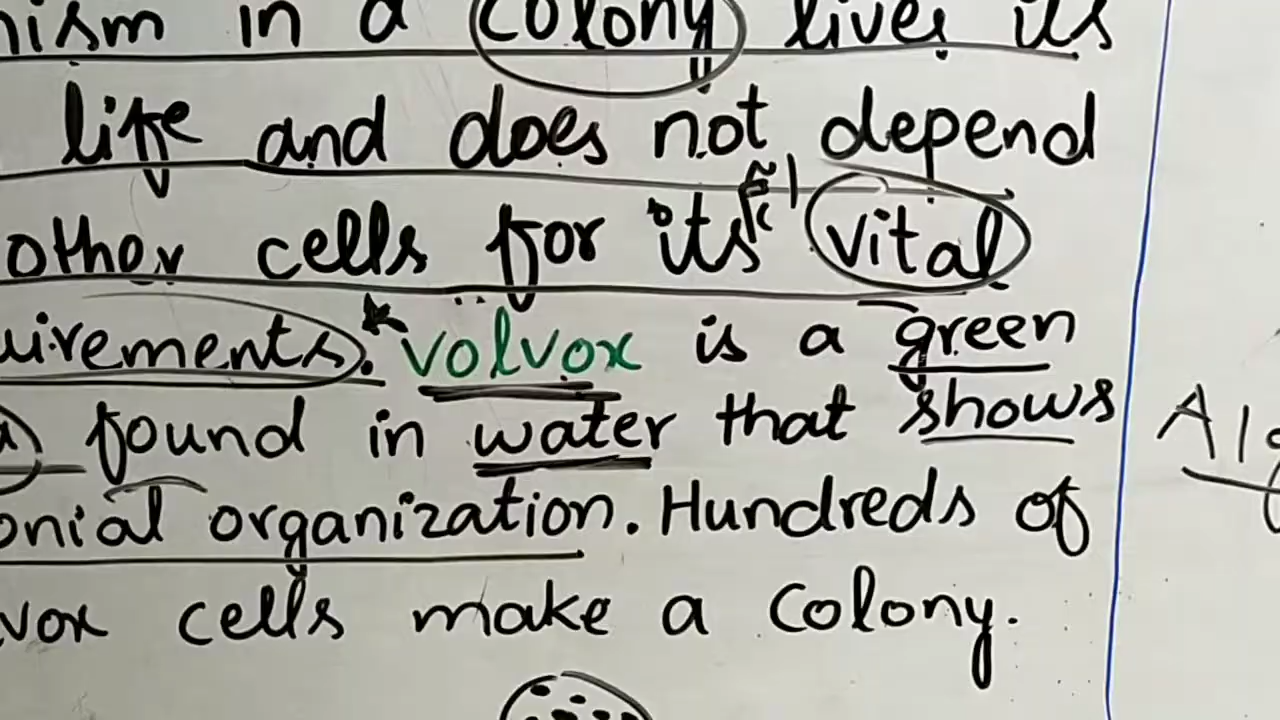 nism in a colony lives its
life and does not depend
other cells for its vital
uirements. volvox is a green
found in water that shows
onial organization. Hundreds of
vox cells make a colony.
Alg